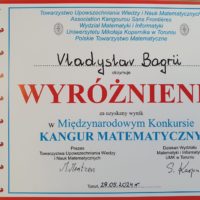 Towarzystwo Upowszechniania Wiedzy i Nauk Matematycznych
Association Kangourou Sans Frontières
Wydział Matematyki i Informatyki
Uniwersytetu Mikołaja Kopernika w Toruniu
Polskie Towarzystwo Matematyczne
Vladyslav Bagrii
otrzymuje
WYRÓŻNIENIE
za uzyskany wynik
w Międzynarodowym Konkursie
KANGUR MATEMATYCZNY
Prezes
Towarzystwa Upowszechniania
Wiedzy i Nauk Matematycznych
Dziekan Wydziału
Matematyki i Informatyki
UMK w Toruniu
Toruń, 29.05.2024r.